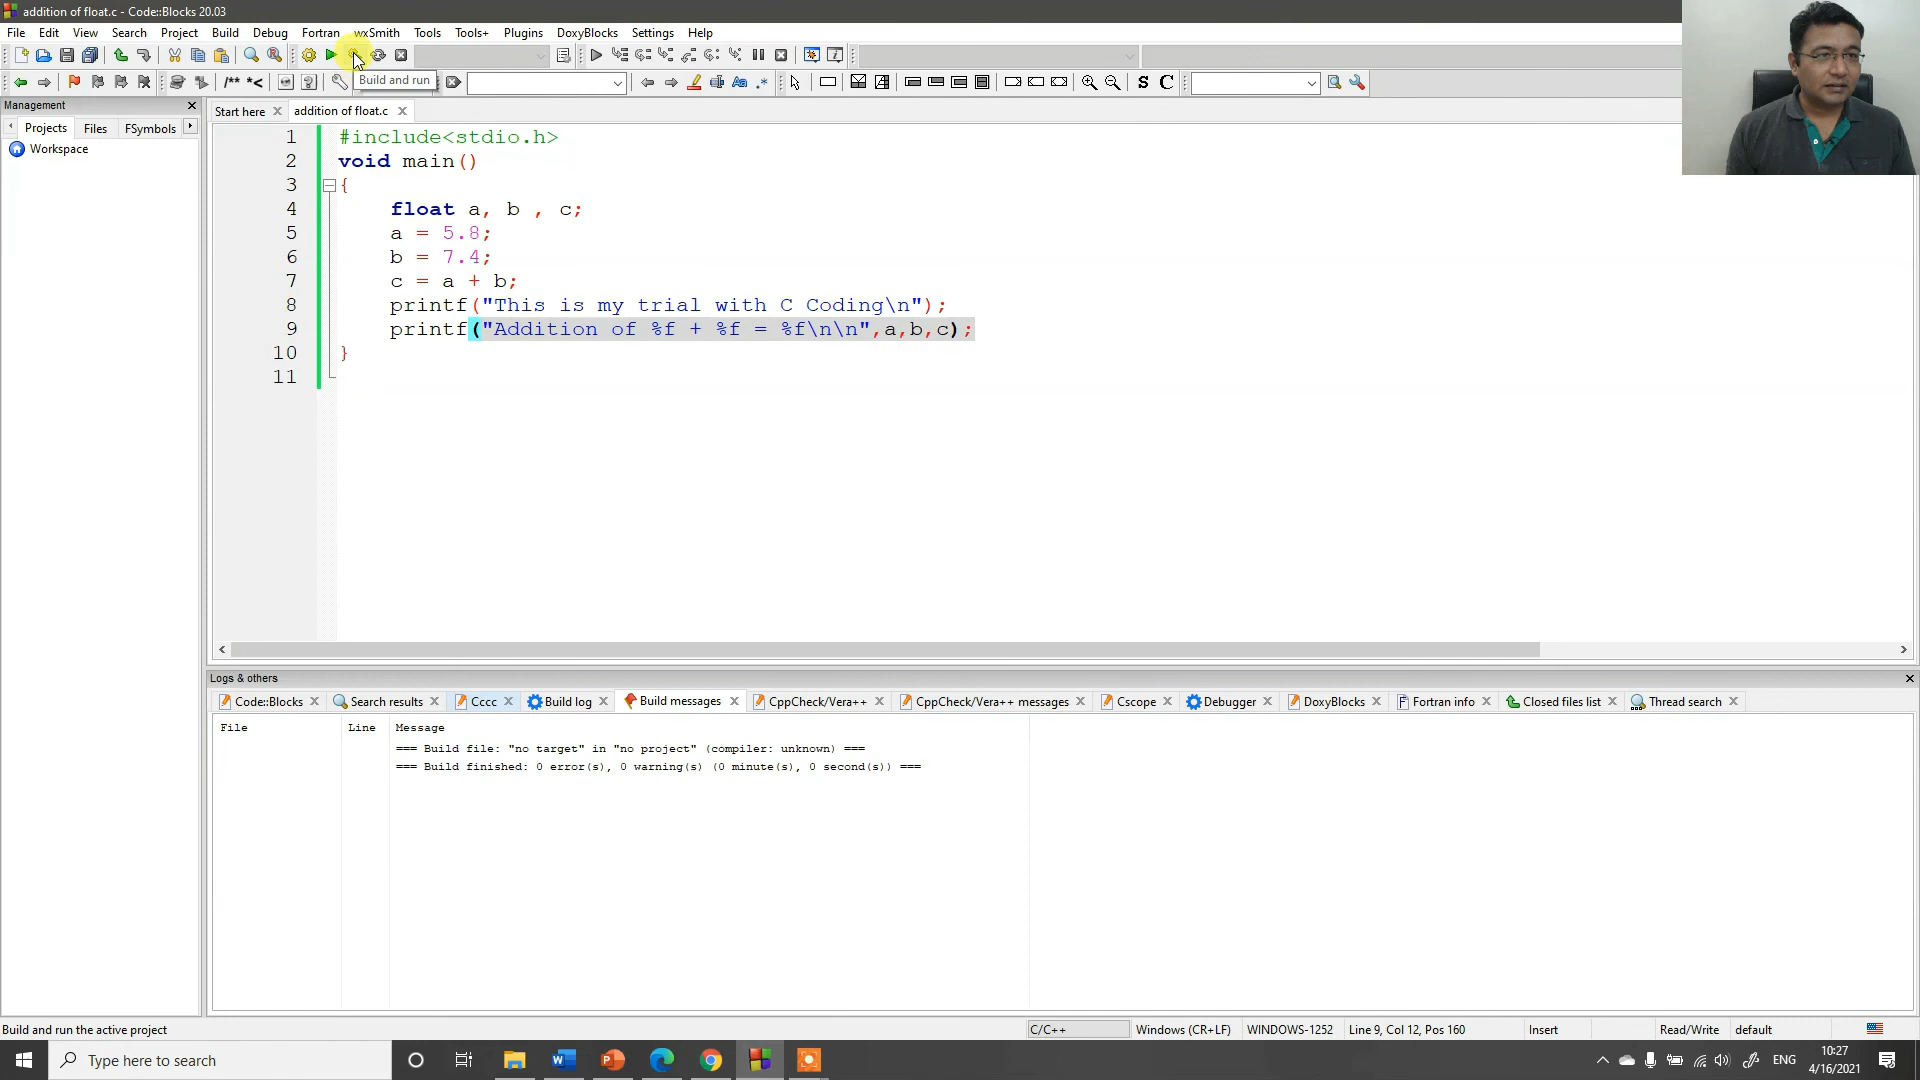 addition of float.c - Code::Blocks 20.03
File Edit View Search Project Build Debug Fortran wxSmith Tools Tools+ Plugins DoxyBlocks Settings Help
Build and run
/** *< Aa .* S C
Management
Start here addition of float.c
Projects Files FSymbols
Workspace
1 #include<stdio.h>
2 void main()
3 {
4 float a, b , c;
5 a = 5.8;
6 b = 7.4;
7 c = a + b;
8 printf("This is my trial with C Coding\n");
9 printf("Addition of %f + %f = %f\n\n",a,b,c);
10 }
11
Logs & others
Code::Blocks Search results Cccc Build log Build messages CppCheck/Vera++ CppCheck/Vera++ messages Cscope Debugger DoxyBlocks Fortran info Closed files list Thread search
File Line Message
=== Build file: "no target" in "no project" (compiler: unknown) ===
=== Build finished: 0 error(s), 0 warning(s) (0 minute(s), 0 second(s)) ===
Build and run the active project C/C++ Windows (CR+LF) WINDOWS-1252 Line 9, Col 12, Pos 160 Insert Read/Write default
Type here to search
ENG
10:27
4/16/2021